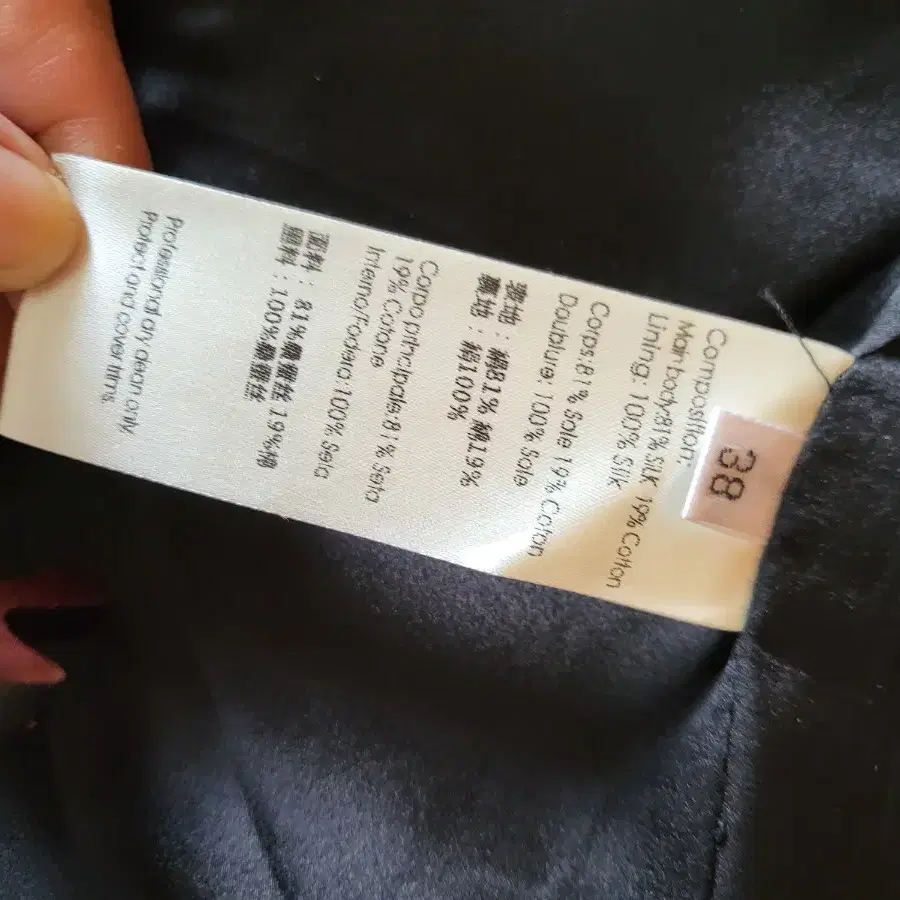 38
Composition:
Main body:81% Silk 19% Cotton
Lining: 100% Silk
Corps:81% Soie 19% Coton
Doublure: 100% Soie
表地：絹81% 綿19%
裏地：絹100%
Corpo principale:81% Seta
19% Cotone
Interno/Fodera:100% Seta
面料：81%桑蚕丝 19%棉
里料：100%桑蚕丝
Professional dry clean only.
Protect and cover trims.